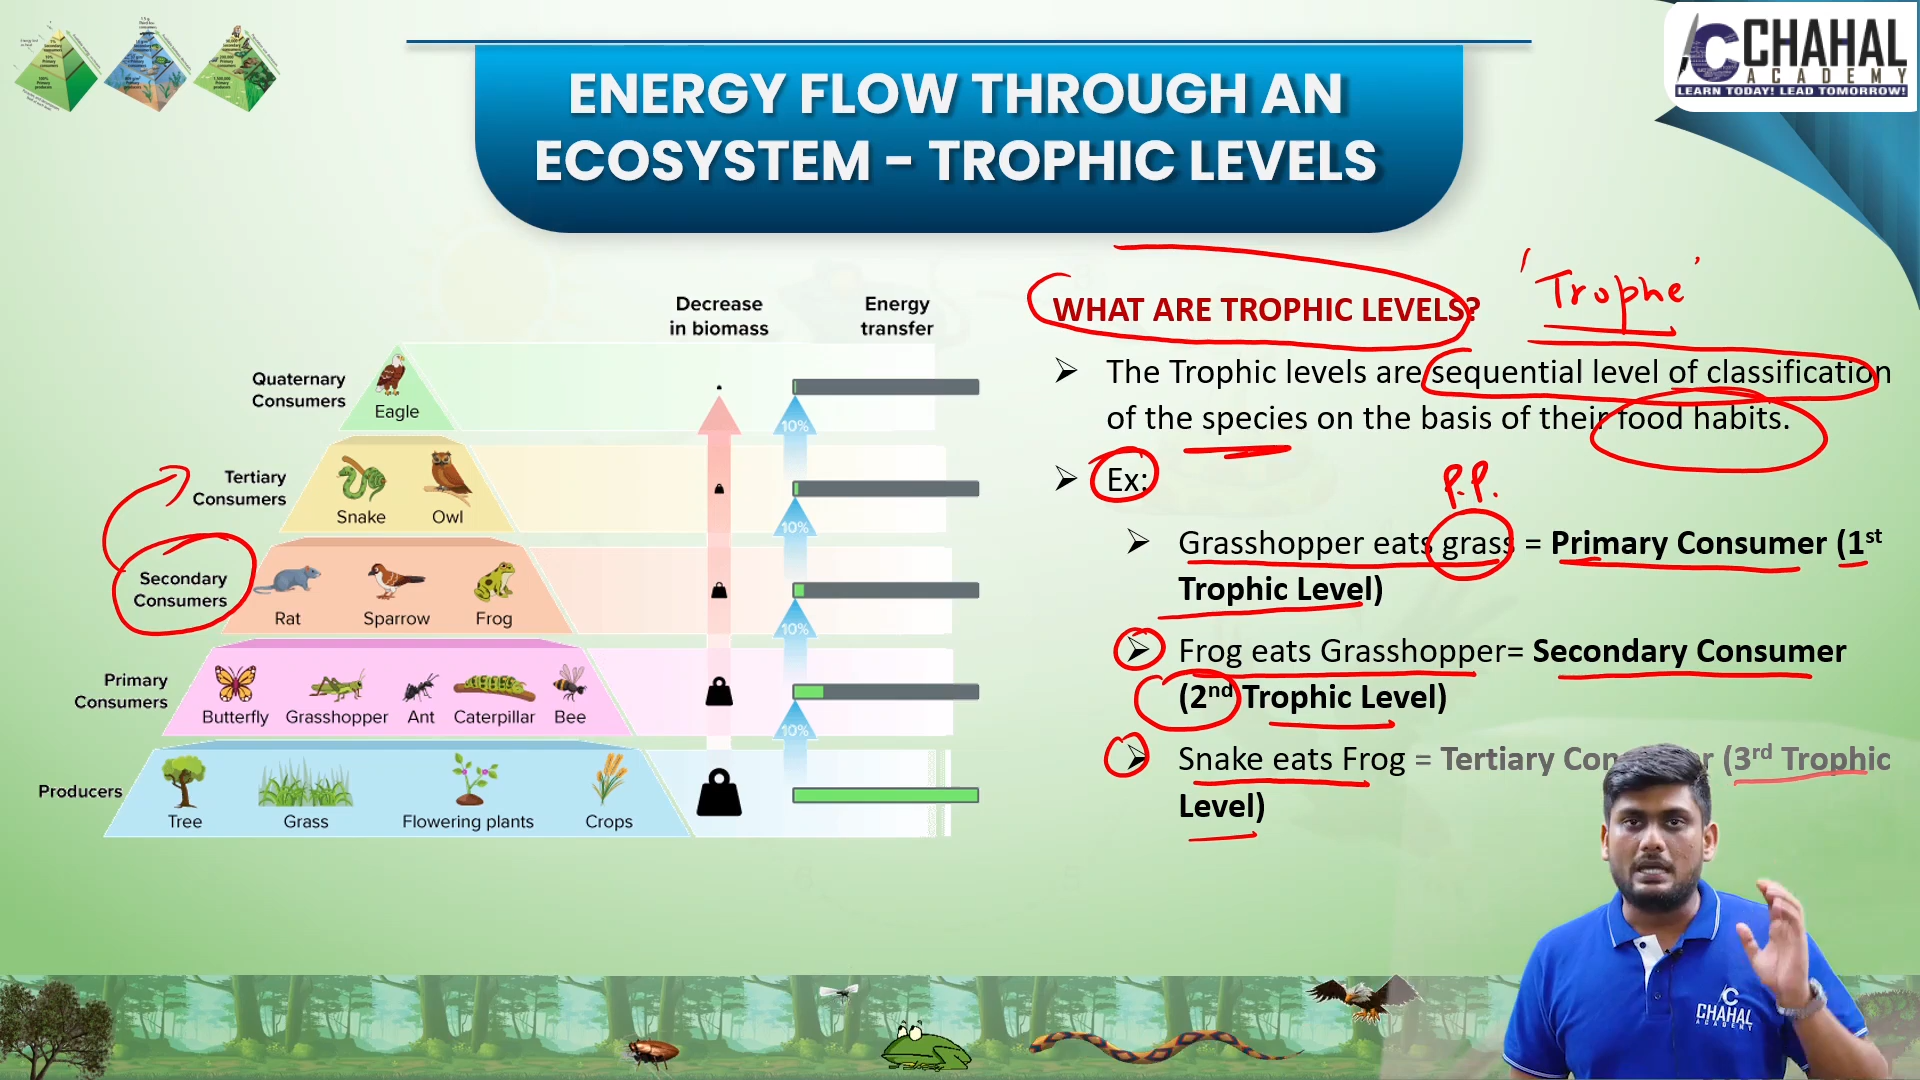 CHAHAL
ACADEMY
LEARN TODAY! LEAD TOMORROW!
ENERGY FLOW THROUGH AN
ECOSYSTEM - TROPHIC LEVELS
Decrease
in biomass
Energy
transfer
Quaternary
Consumers
Eagle
10%
Tertiary
Consumers
Snake Owl
10%
Secondary
Consumers
Rat Sparrow Frog
10%
Primary
Consumers
Butterfly Grasshopper Ant Caterpillar Bee
10%
Producers
Tree Grass Flowering plants Crops
'Trophe'
WHAT ARE TROPHIC LEVELS?
The Trophic levels are sequential level of classification
of the species on the basis of their food habits.
Ex:
P.P.
Grasshopper eats grass = Primary Consumer (1st
Trophic Level)
Frog eats Grasshopper= Secondary Consumer
(2nd Trophic Level)
Snake eats Frog = Tertiary Con r (3rd Trophic
Level)
CHAHAL
ACADEMY